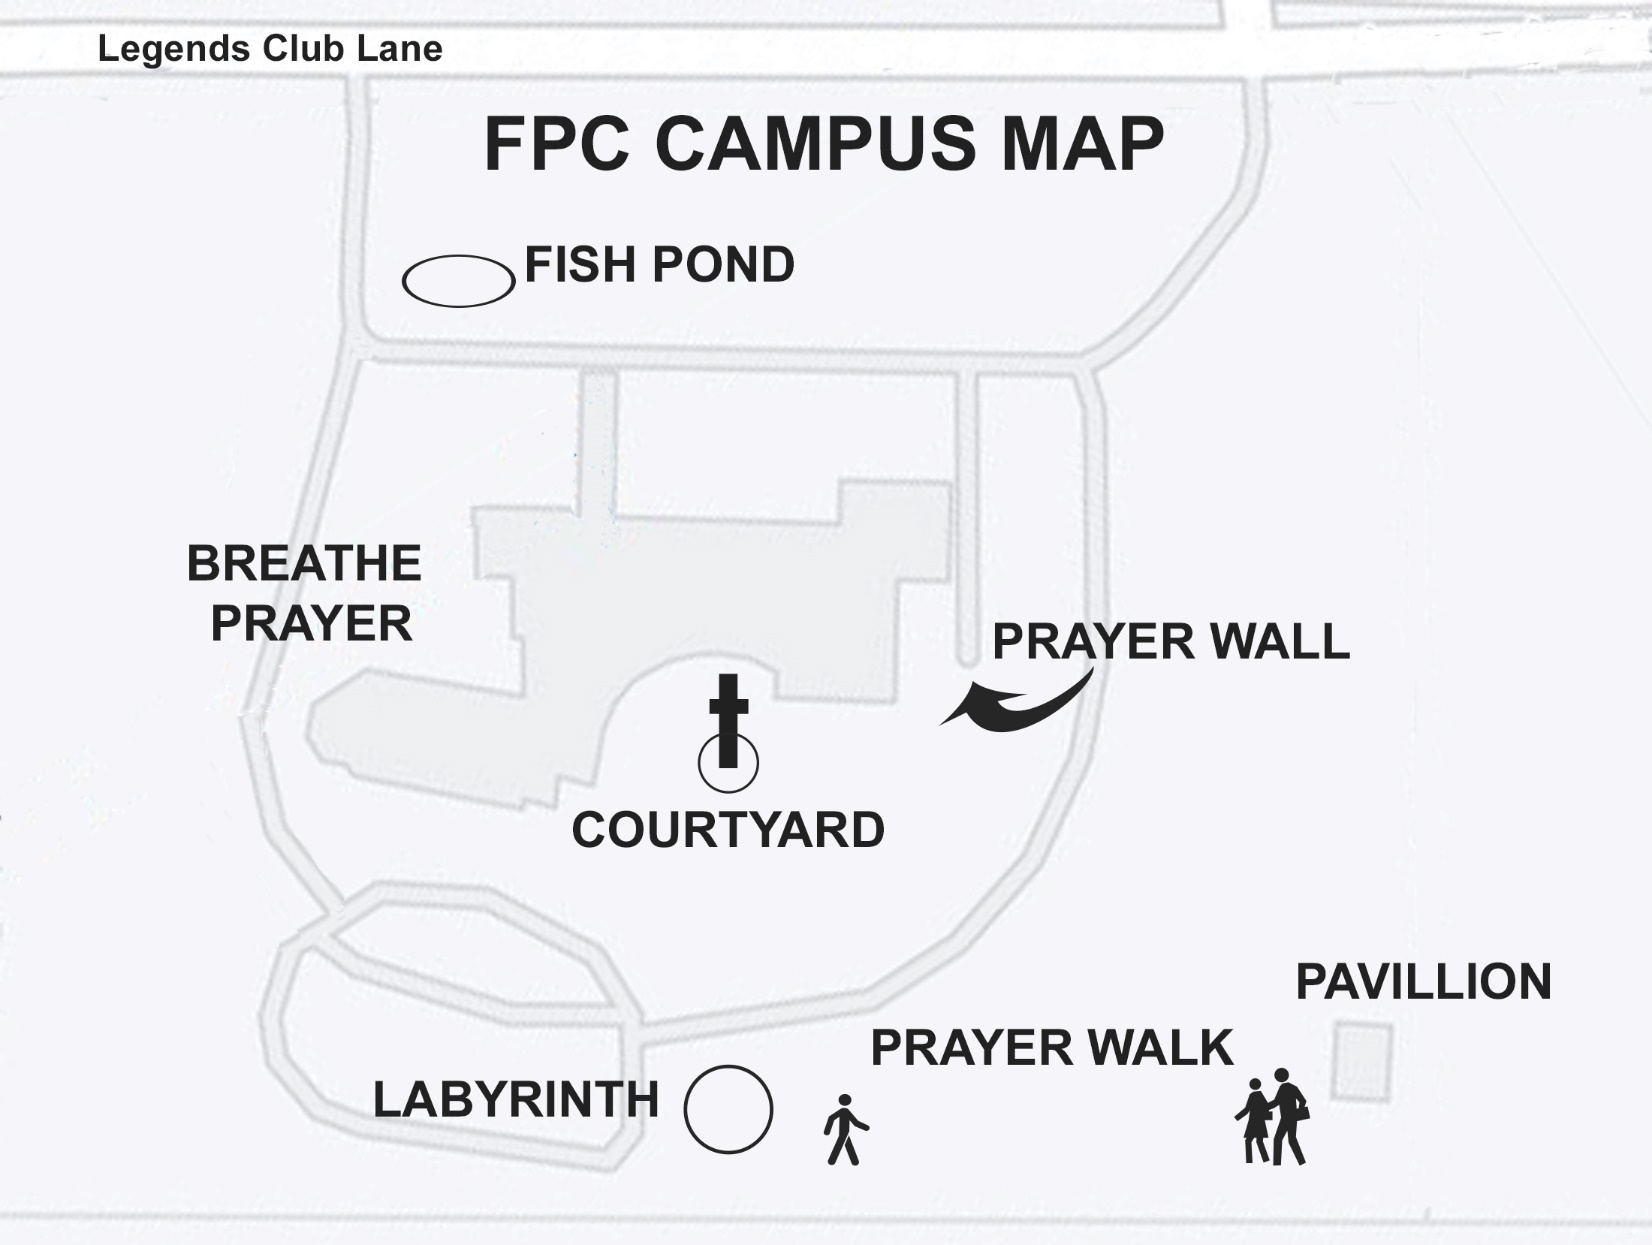 Legends Club Lane
FPC CAMPUS MAP
FISH POND
BREATHE
PRAYER
PRAYER WALL
COURTYARD
PAVILLION
PRAYER WALK
LABYRINTH